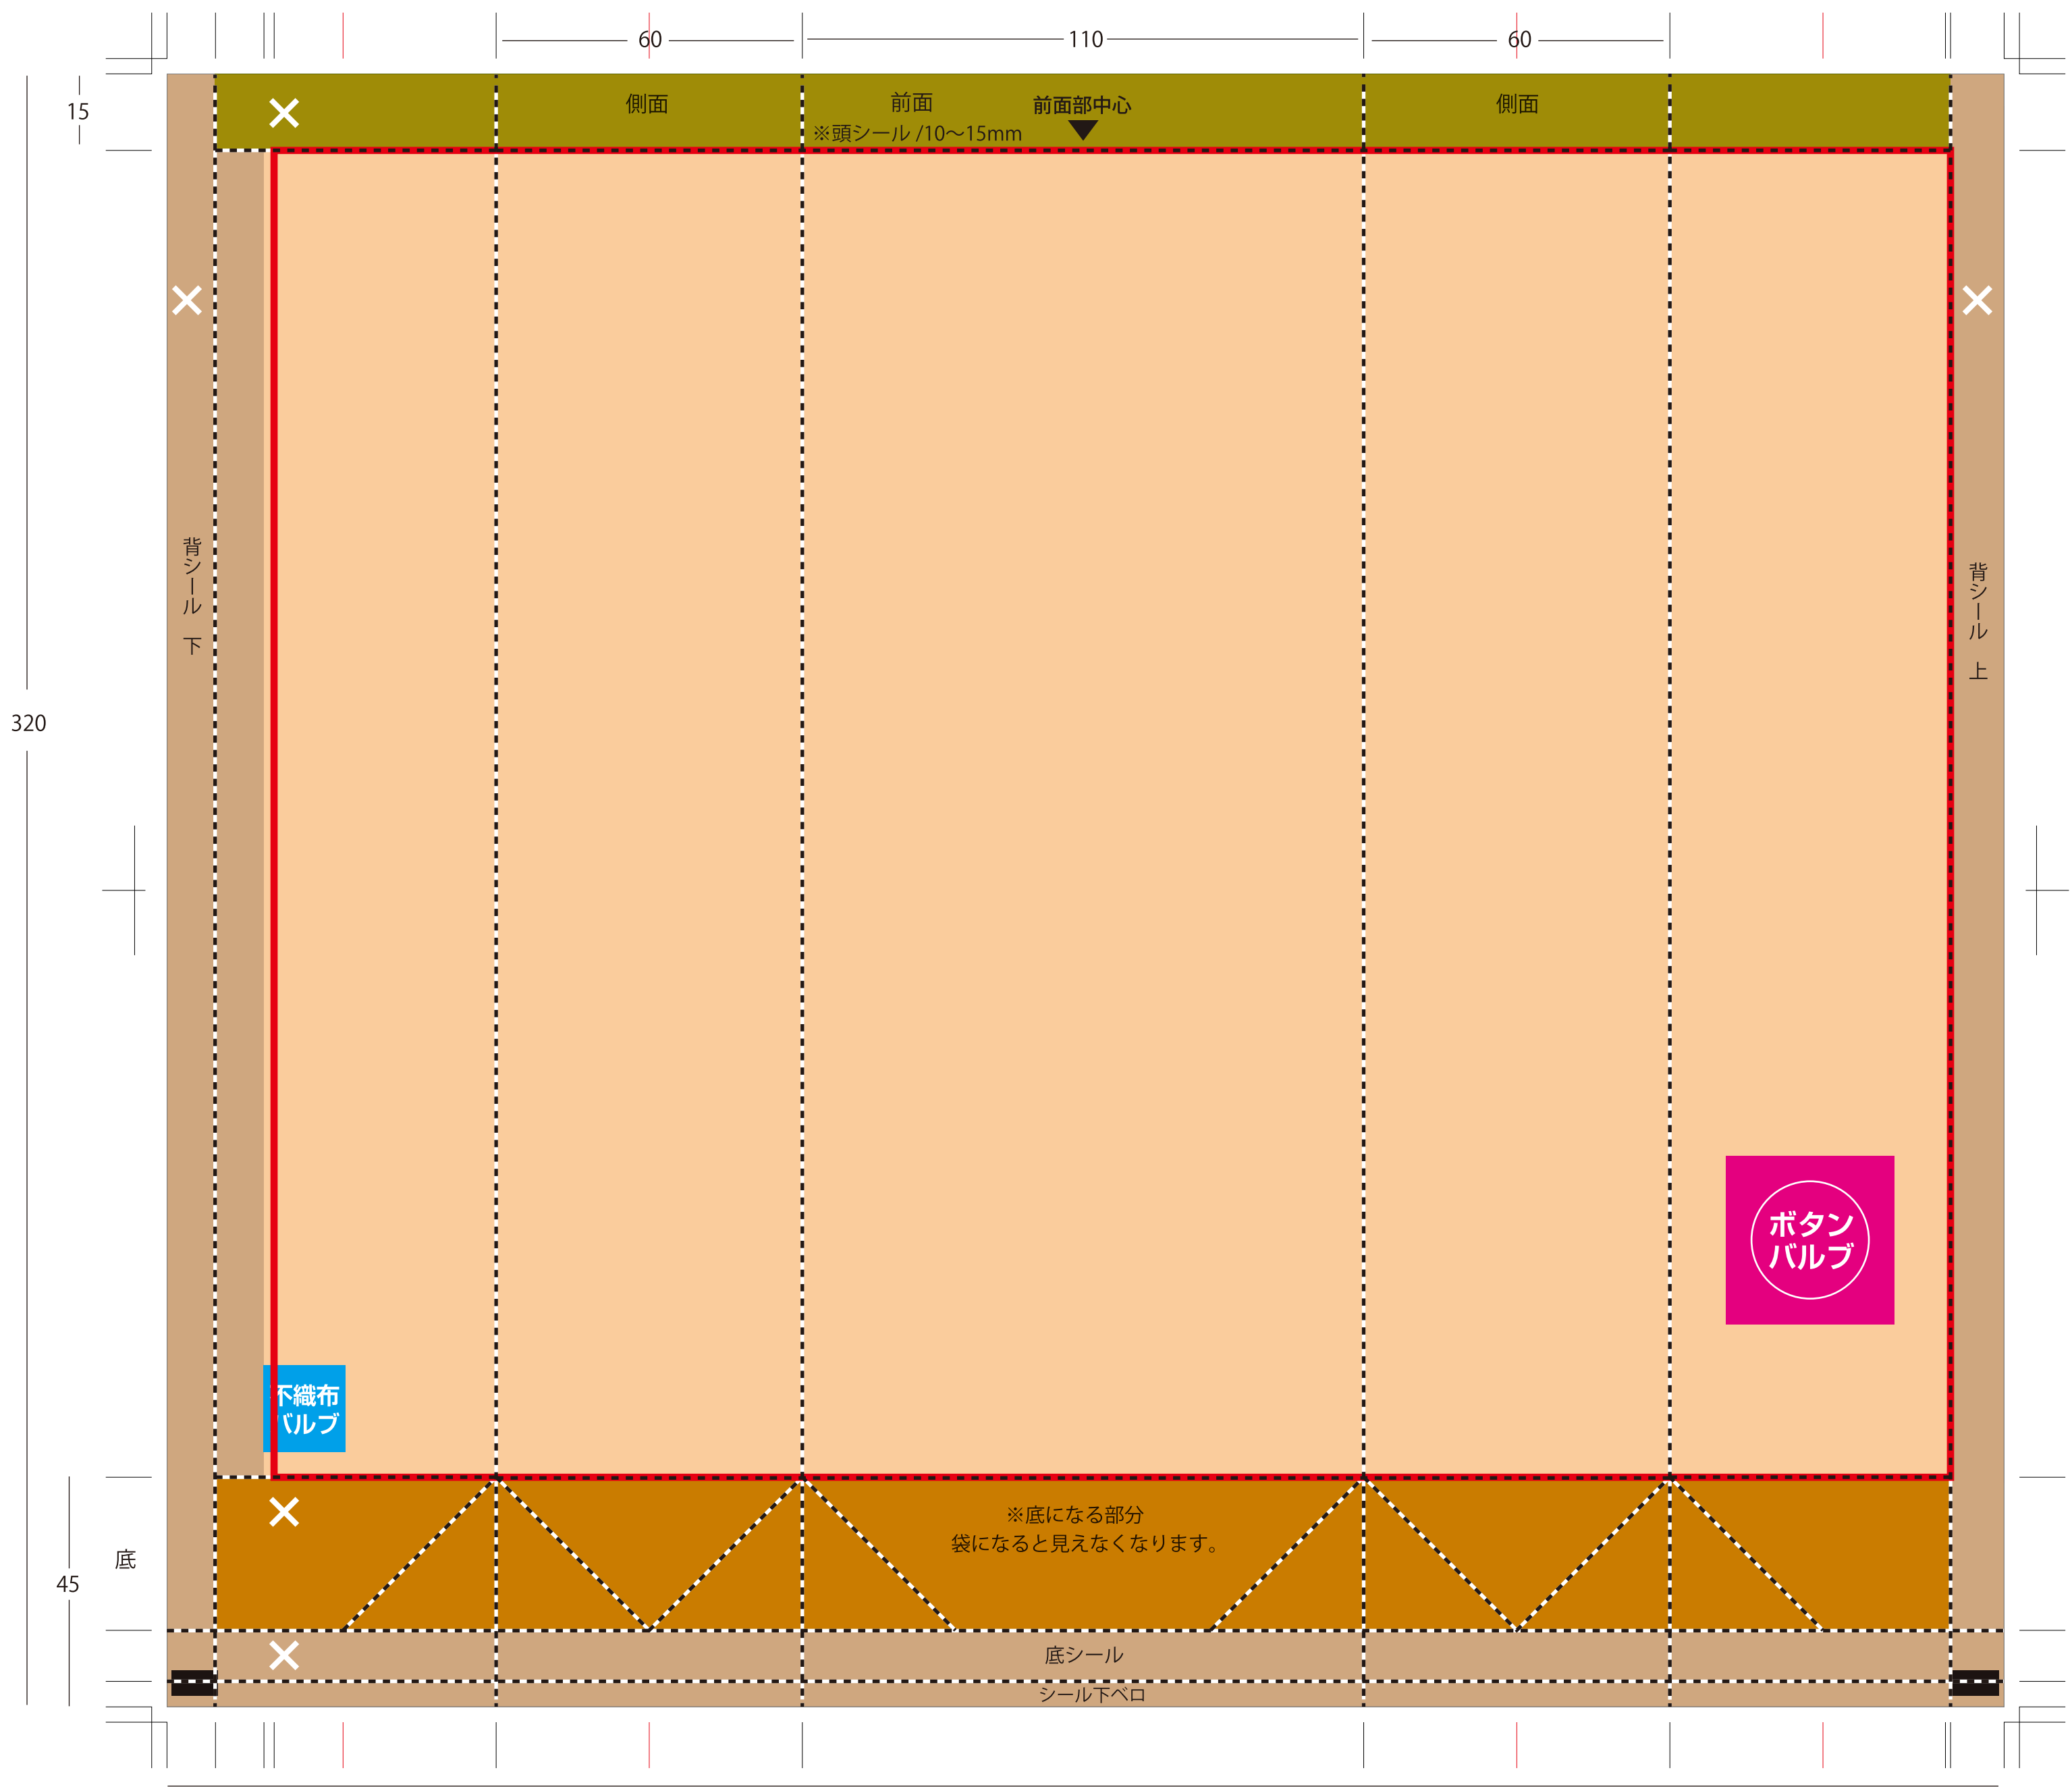 60
110
60
15
側面
前面
前面部中心
側面
※頭シール /10〜15mm
背シール 下
背シール 上
320
ボタン
バルブ
不織布
バルブ
※底になる部分
袋になると見えなくなります。
底
45
底シール
シール下ベロ